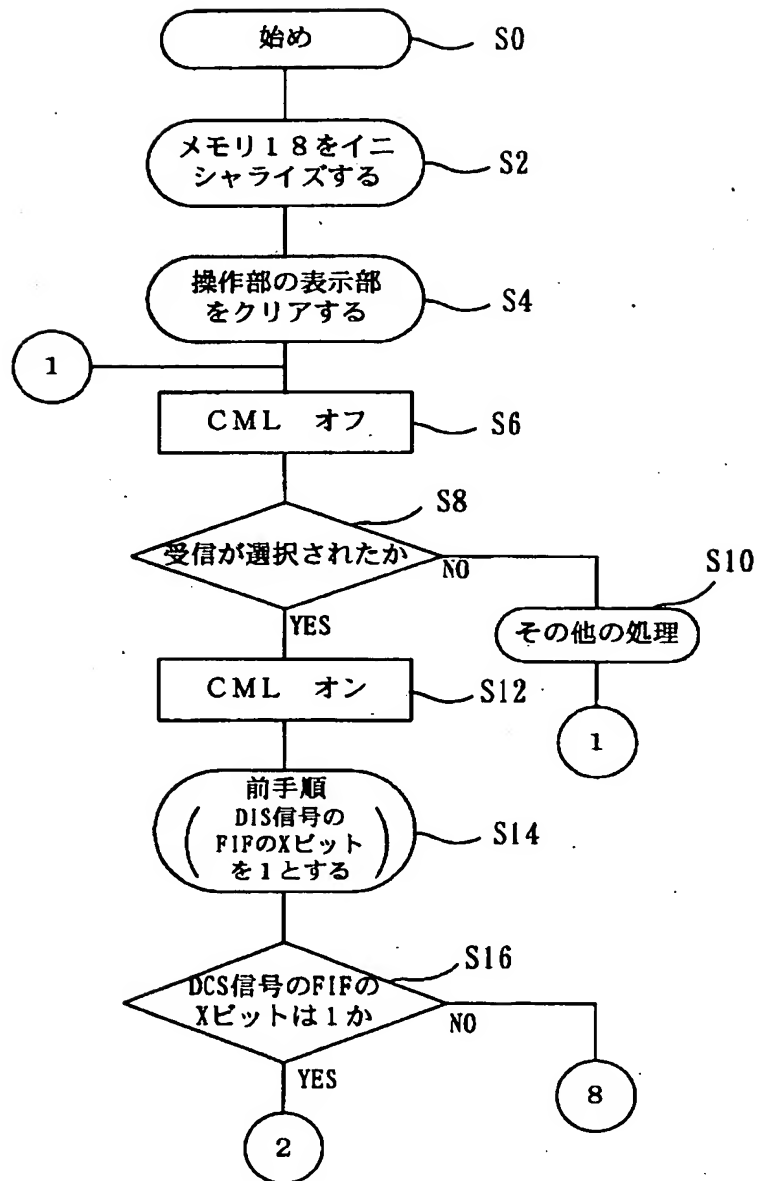 始め
S0
メモリ１８をイニ
シャライズする
S2
操作部の表示部
をクリアする
S4
1
ＣＭＬ　オフ
S6
S8
受信が選択されたか
NO
YES
S10
その他の処理
1
ＣＭＬ　オン
S12
前手順
DIS信号の
FIFのXビット
を１とする
S14
S16
DCS信号のFIFの
Xビットは１か
NO
YES
8
2